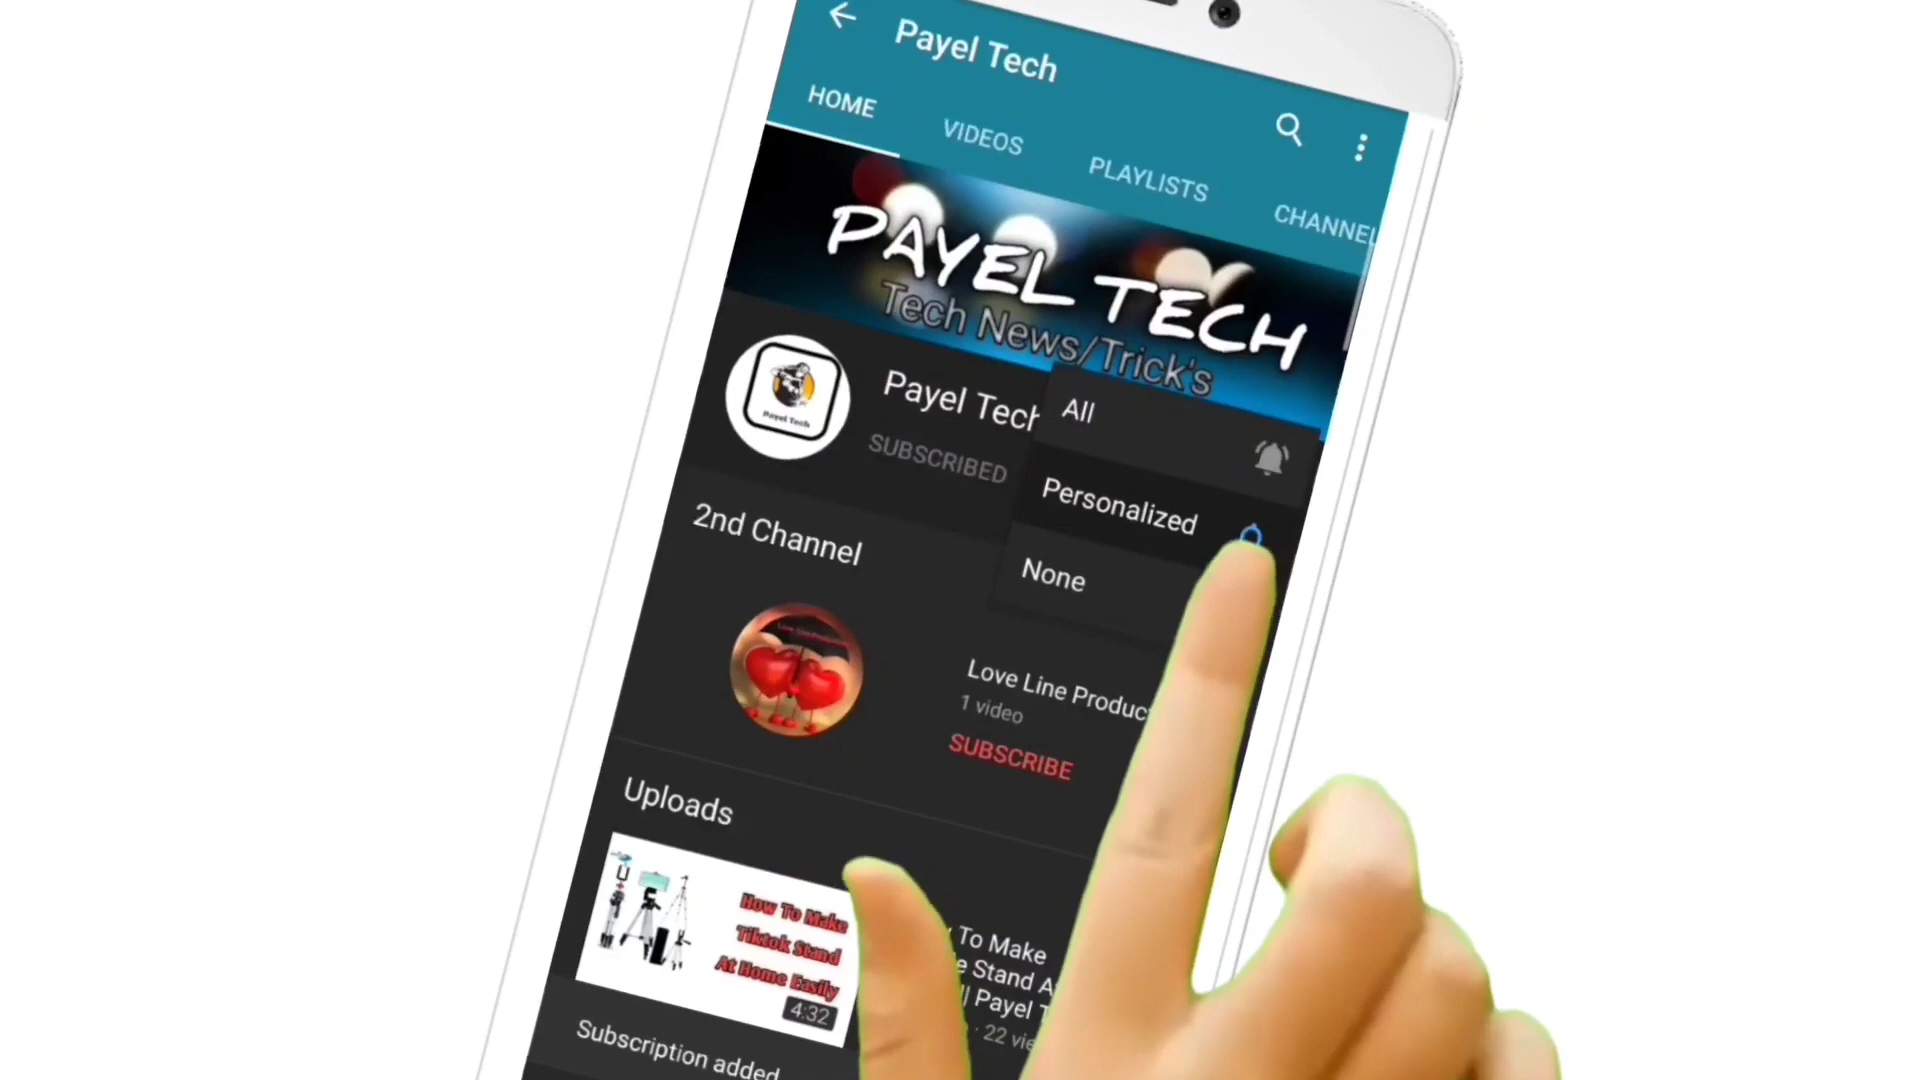 Payel Tech
HOME
VIDEOS
PLAYLISTS
CHANNEL
PAYEL TECH
Tech News/Trick's
Payel Tech
Payel Tech
SUBSCRIBED
All
Personalized
None
2nd Channel
Love Line Produc
1 video
SUBSCRIBE
Uploads
How To Make
Tiktok Stand
At Home Easily
4:32
To Make
Stand A
|| Payel
22 vie
Subscription added